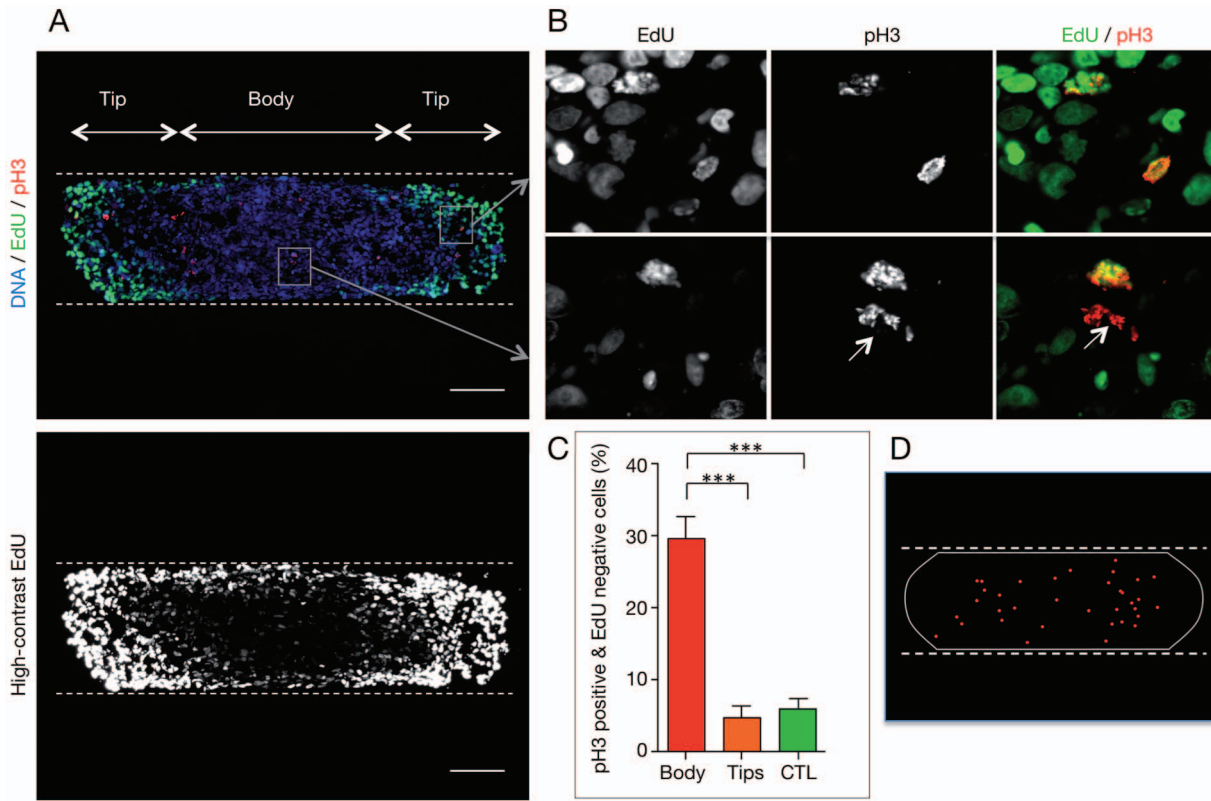 A
DNA / EdU / pH3
Tip
Body
Tip
High-contrast EdU
B
EdU
pH3
EdU / pH3
C
pH3 positive & EdU negative cells (%)
40
30
20
10
0
***
***
Body
Tips
CTL
D